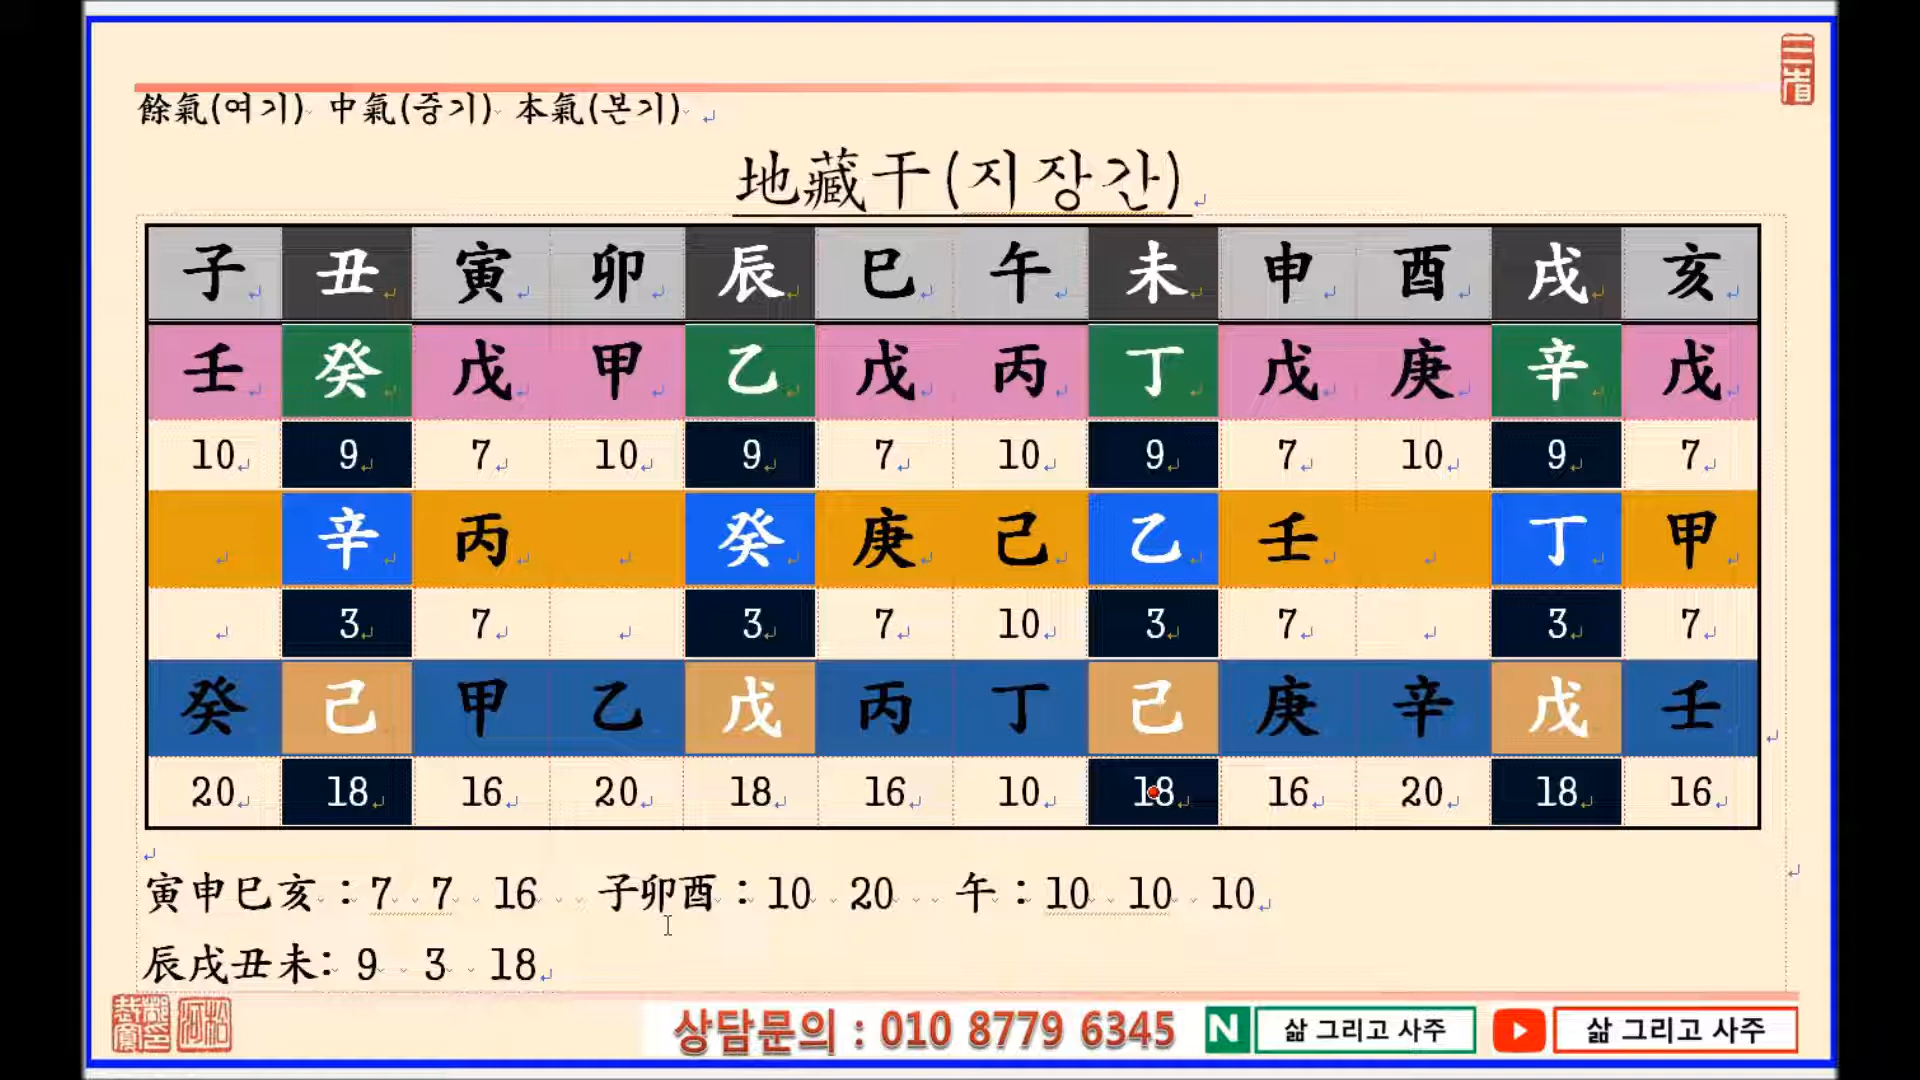 餘氣(여기) 中氣(중기) 本氣(본기)
地藏干(지장간)
子 丑 寅 卯 辰 巳 午 未 申 酉 戌 亥
壬 癸 戊 甲 乙 戊 丙 丁 戊 庚 辛 戊
10 9 7 10 9 7 10 9 7 10 9 7
辛 丙 癸 庚 己 乙 壬 丁 甲
3 7 3 7 10 3 7 3 7
癸 己 甲 乙 戊 丙 丁 己 庚 辛 戊 壬
20 18 16 20 18 16 10 18 16 20 18 16
寅申巳亥 : 7 7 16 子卯酉 : 10 20 午 : 10 10 10
辰戌丑未: 9 3 18
상담문의 : 010 8779 6345 N 삶 그리고 사주 삶 그리고 사주